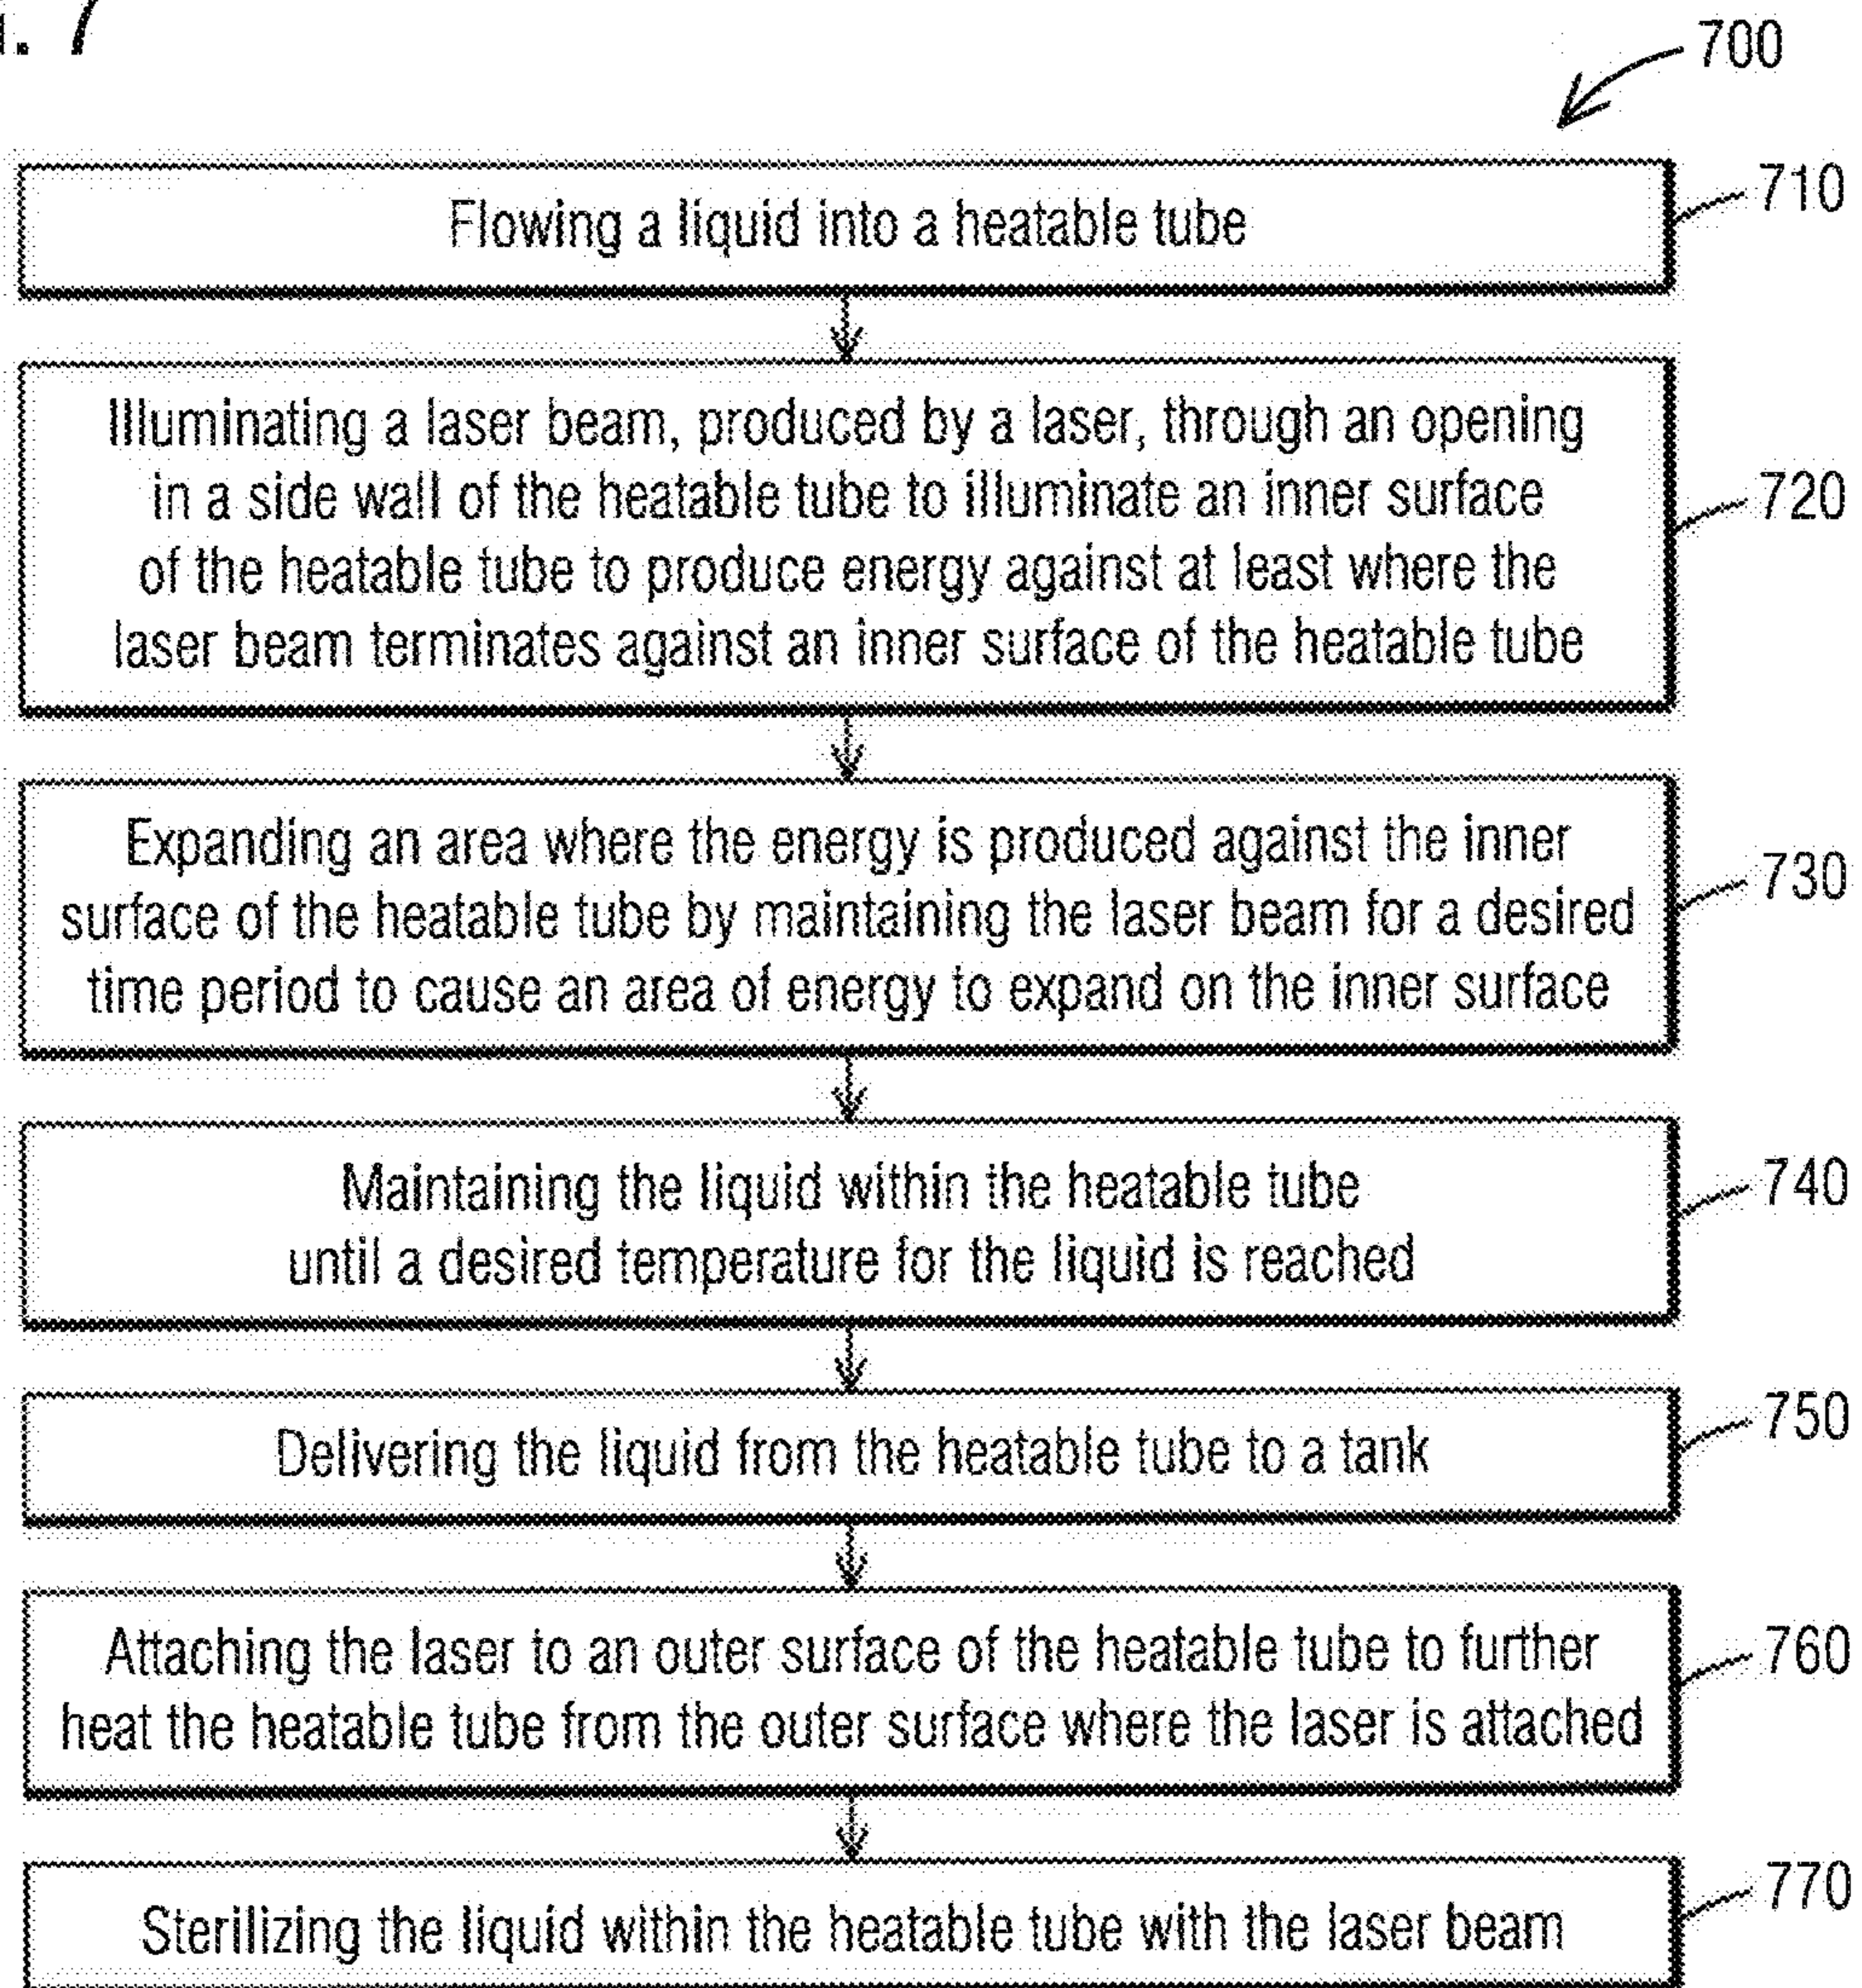 7
700
Flowing a liquid into a heatable tube
710
Illuminating a laser beam, produced by a laser, through an opening
in a side wall of the heatable tube to illuminate an inner surface
of the heatable tube to produce energy against at least where the
laser beam terminates against an inner surface of the heatable tube
720
Expanding an area where the energy is produced against the inner
surface of the heatable tube by maintaining the laser beam for a desired
time period to cause an area of energy to expand on the inner surface
730
Maintaining the liquid within the heatable tube
until a desired temperature for the liquid is reached
740
Delivering the liquid from the heatable tube to a tank
750
Attaching the laser to an outer surface of the heatable tube to further
heat the heatable tube from the outer surface where the laser is attached
760
Sterilizing the liquid within the heatable tube with the laser beam
770